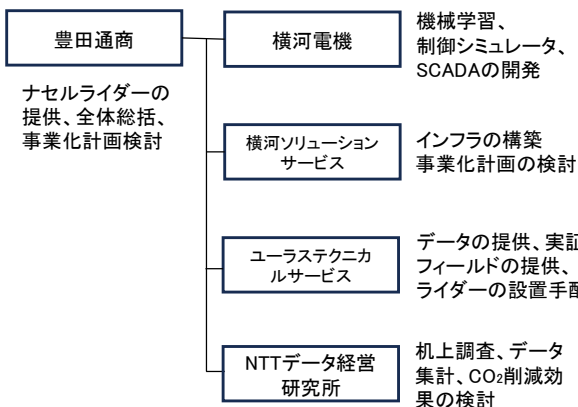 豊田通商
ナセルライダーの
提供、全体総括、
事業化計画検討
横河電機
機械学習、
制御シミュレータ、
SCADAの開発
横河ソリューション
サービス
インフラの構築
事業化計画の検討
ユーラステクニカ
ルサービス
データの提供、実証
フィールドの提供、
ライダーの設置手配
NTTデータ経営
研究所
机上調査、データ
集計、CO₂削減効
果の検討